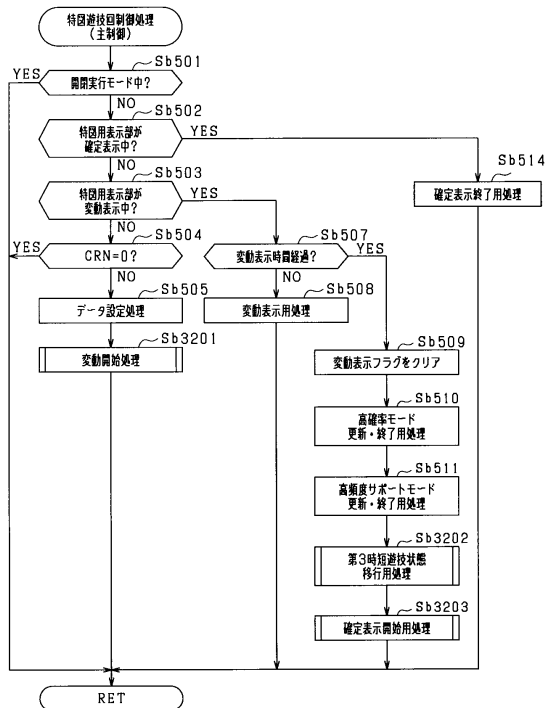 特図遊技回制御処理
(主制御)
Sb501
YES
開閉実行モード中?
NO
Sb502
特図用表示部が
確定表示中?
YES
NO
Sb503
特図用表示部が
変動表示中?
YES
NO
Sb514
確定表示終了用処理
Sb504
YES
CRN=0?
NO
Sb507
変動表示時間経過?
YES
NO
Sb505
データ設定処理
Sb508
変動表示用処理
Sb3201
変動開始処理
Sb509
変動表示フラグをクリア
Sb510
高確率モード
更新・終了用処理
Sb511
高頻度サポートモード
更新・終了用処理
Sb3202
第3時短遊技状態
移行用処理
Sb3203
確定表示開始用処理
RET